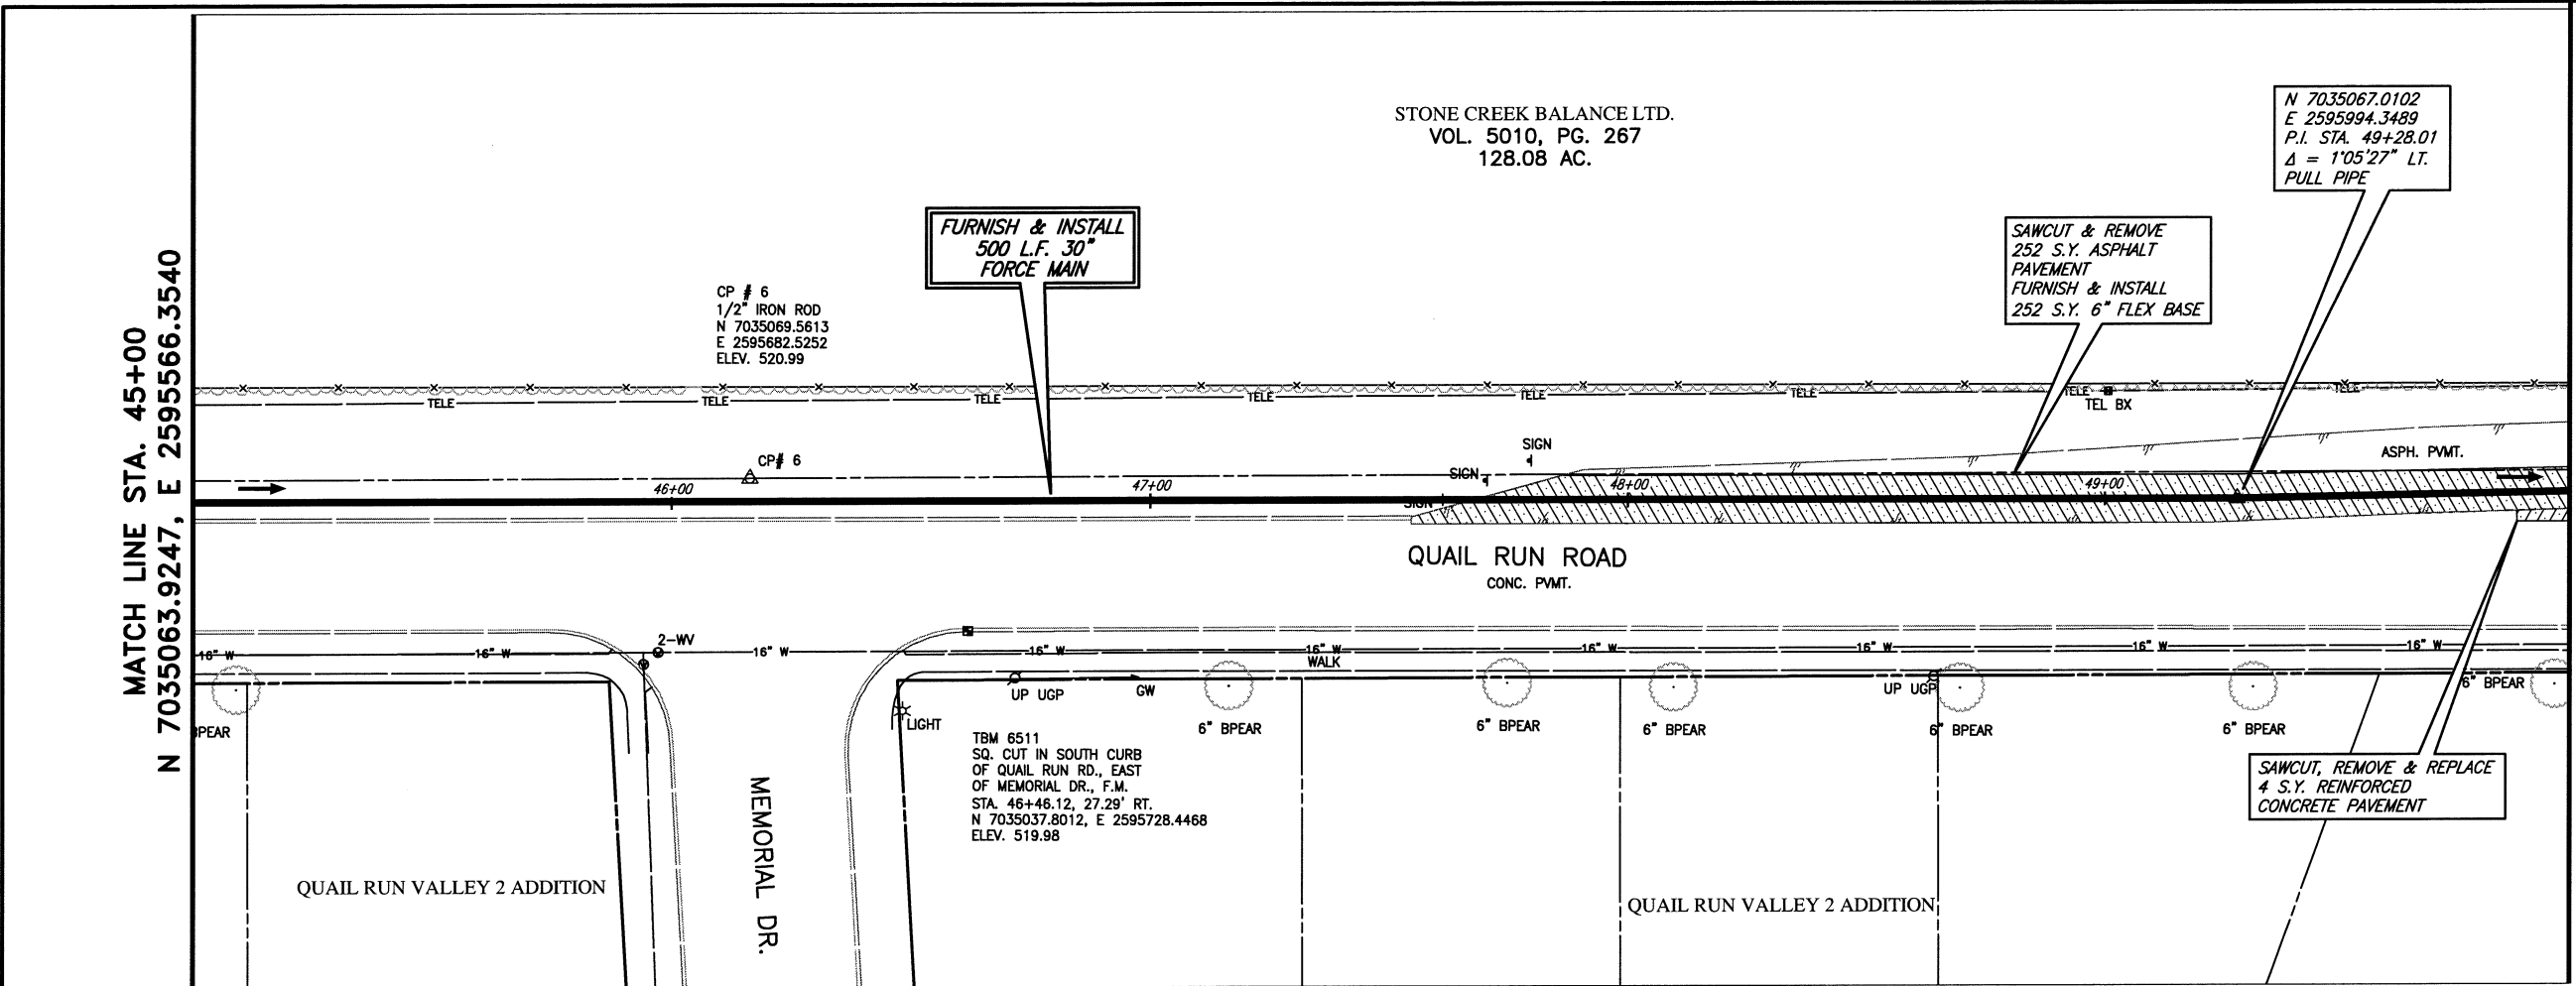 STONE CREEK BALANCE LTD.
VOL. 5010, PG. 267
128.08 AC.
N 7035067.0102
E 2595994.3489
P.I. STA. 49+28.01
Δ = 1°05'27" LT.
PULL PIPE
FURNISH & INSTALL
500 L.F. 30"
FORCE MAIN
SAWCUT & REMOVE
252 S.Y. ASPHALT
PAVEMENT
FURNISH & INSTALL
252 S.Y. 6" FLEX BASE
CP # 6
1/2" IRON ROD
N 7035069.5613
E 2595682.5252
ELEV. 520.99
MATCH LINE STA. 45+00
N 7035063.9247, E 2595566.3540
TELE TELE TELE TELE TELE TELE TELE TELE
TEL BX
SIGN
CP# 6
SIGN
ASPH. PVMT.
46+00 47+00 48+00 49+00
SIGN
QUAIL RUN ROAD
CONC. PVMT.
2-WV
16" W 16" W 16" W 16" W 16" W 16" W 16" W 16" W 16" W
WALK
UP UGP GW UP UGP 6" BPEAR
LIGHT
BPEAR 6" BPEAR 6" BPEAR 6" BPEAR 6" BPEAR 6" BPEAR
TBM 6511
SQ. CUT IN SOUTH CURB
OF QUAIL RUN RD., EAST
OF MEMORIAL DR., F.M.
STA. 46+46.12, 27.29' RT.
N 7035037.8012, E 2595728.4468
ELEV. 519.98
SAWCUT, REMOVE & REPLACE
4 S.Y. REINFORCED
CONCRETE PAVEMENT
MEMORIAL DR.
QUAIL RUN VALLEY 2 ADDITION
QUAIL RUN VALLEY 2 ADDITION